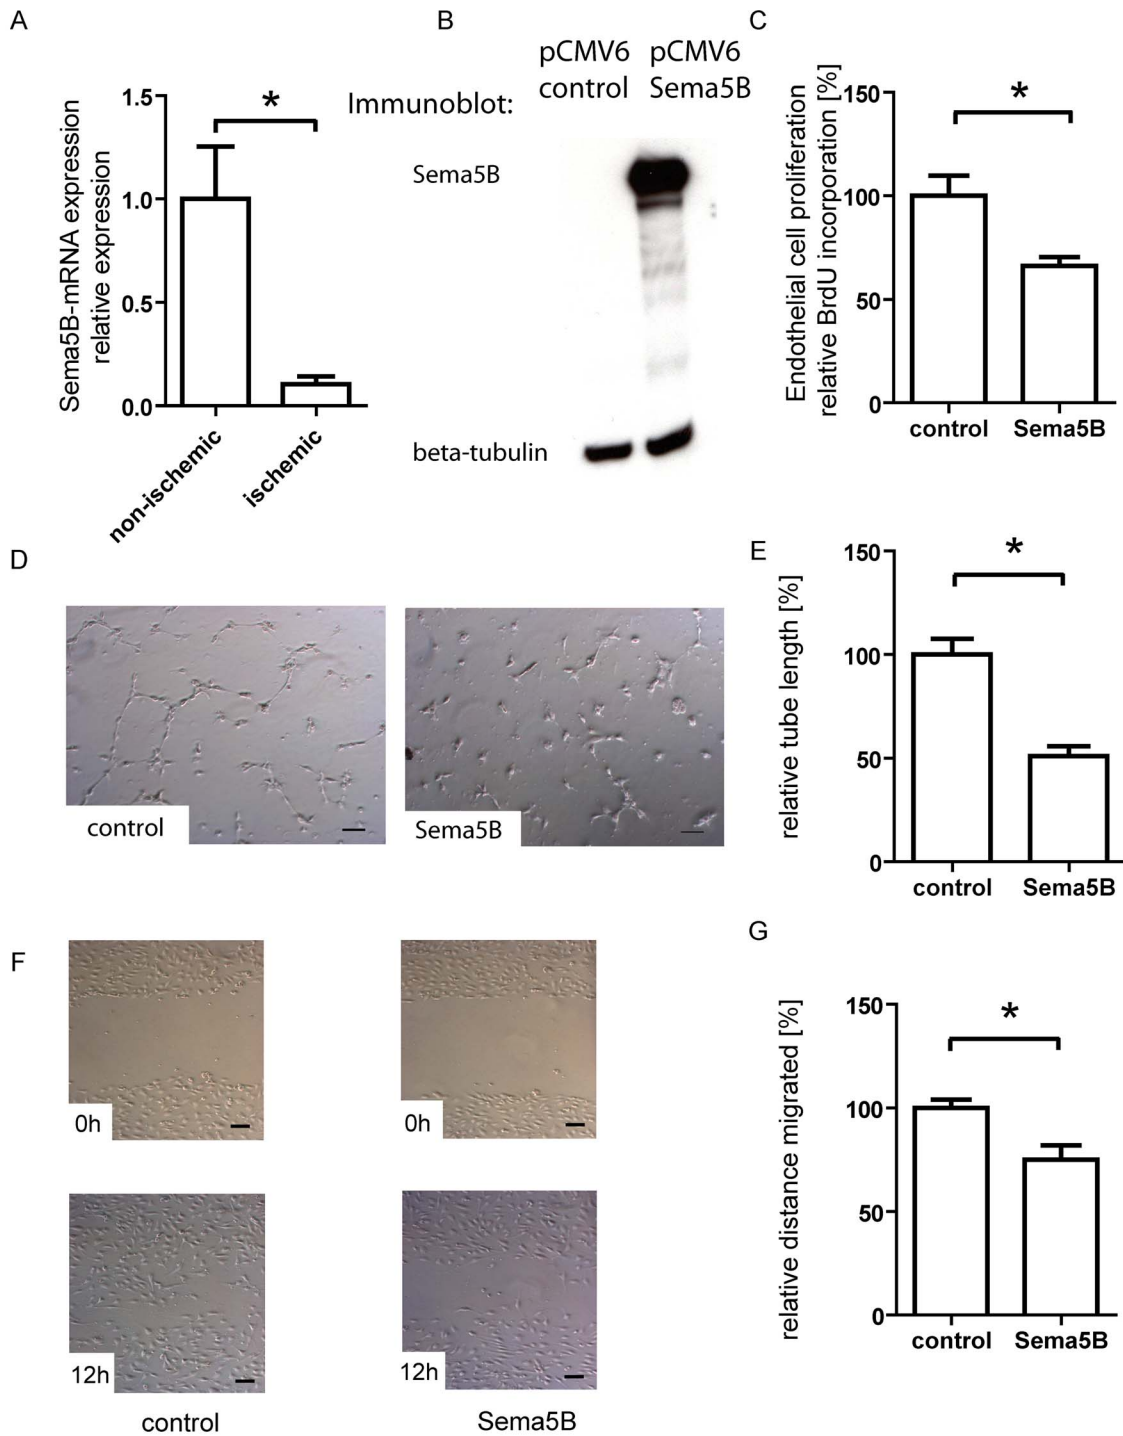 A
Sema5B-mRNA expression
relative expression
1.5
1.0
0.5
0.0
*
non-ischemic
ischemic
B
Immunoblot:
pCMV6
control
pCMV6
Sema5B
Sema5B
beta-tubulin
C
Endothelial cell proliferation
relative BrdU incorporation [%]
150
100
50
0
*
control
Sema5B
D
control
Sema5B
E
relative tube length [%]
150
100
50
0
*
control
Sema5B
F
0h
0h
12h
12h
control
Sema5B
G
relative distance migrated [%]
150
100
50
0
*
control
Sema5B